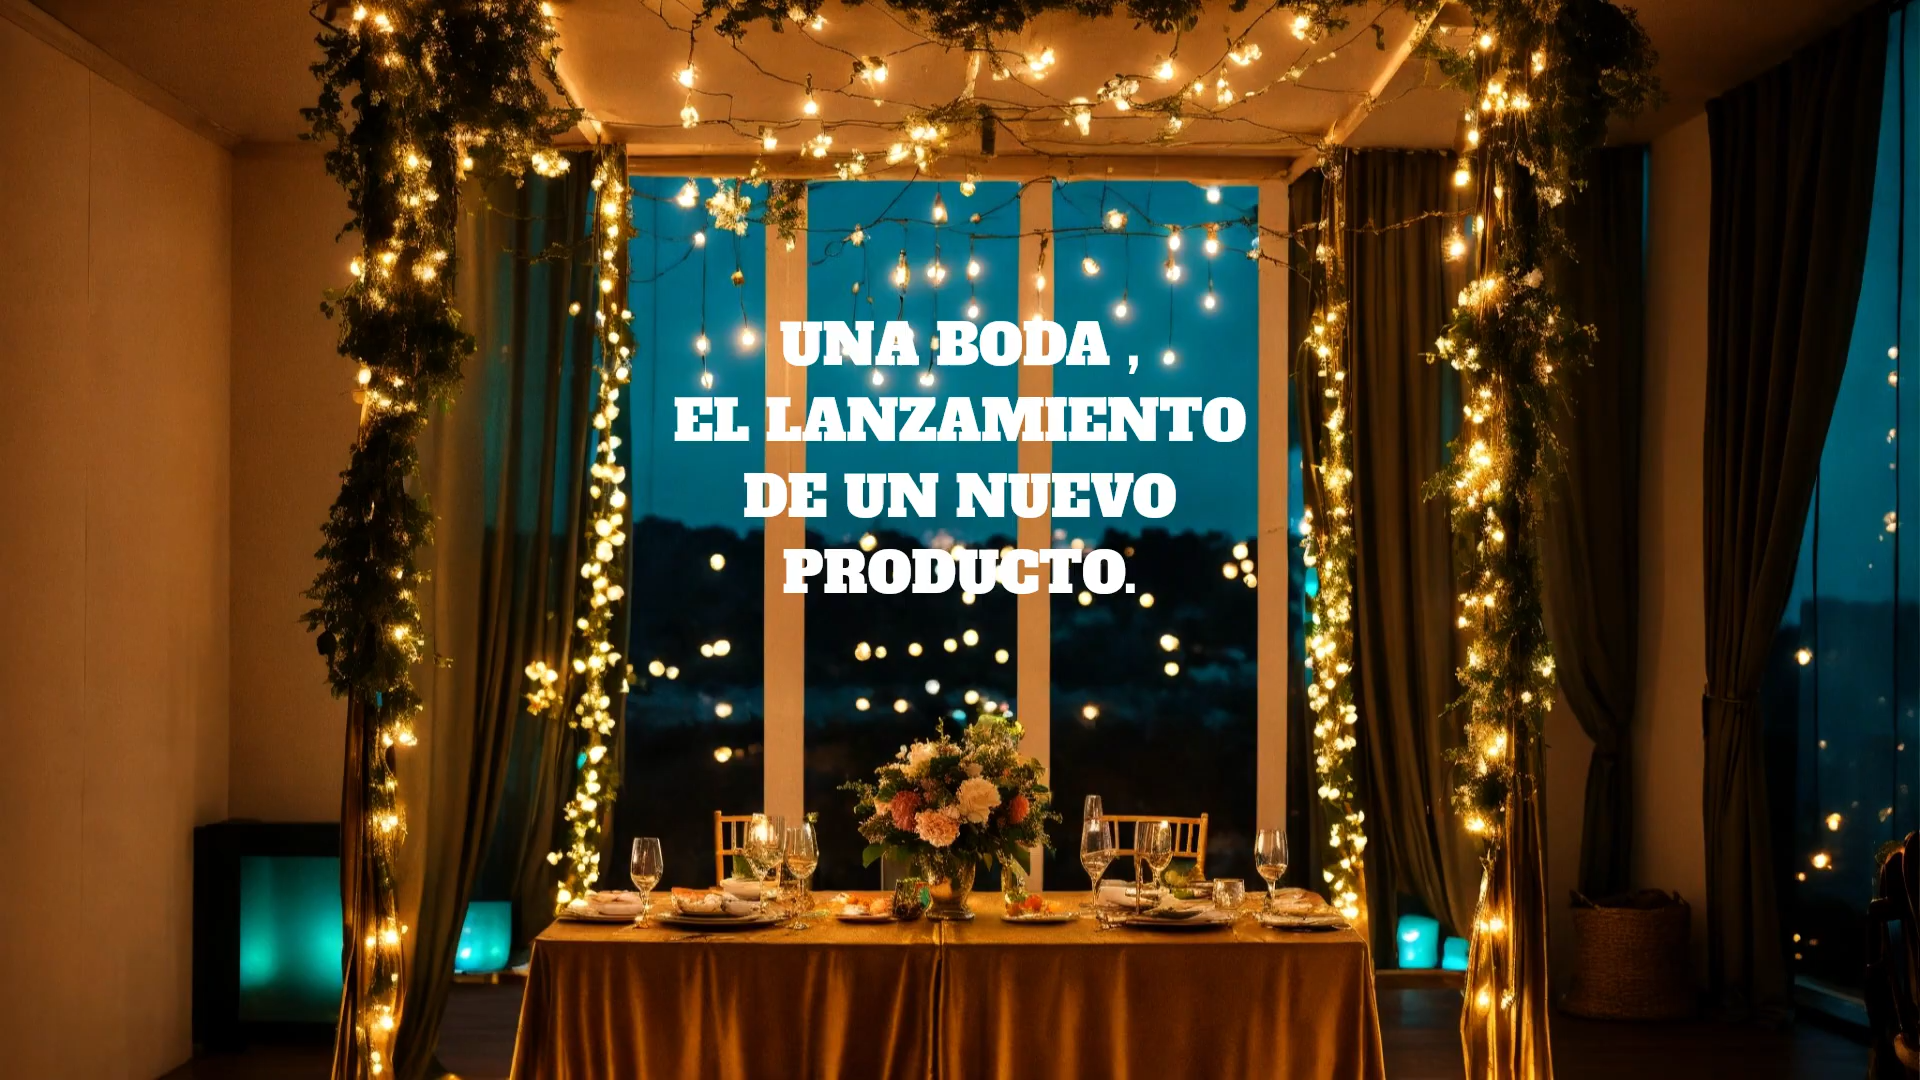 UNA BODA ,
EL LANZAMIENTO
DE UN NUEVO
PRODUCTO.